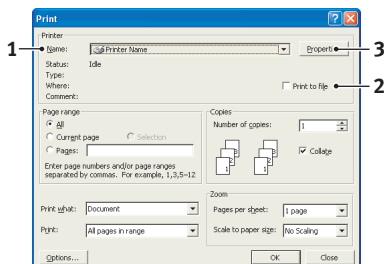 Print
Printer
1 Name: Printer Name Properti 3
Status: Idle
Type:
Where: Print to file 2
Comment:
Page range
All
Current page Selection
Pages:
Enter page numbers and/or page ranges
separated by commas. For example, 1,3,5–12
Copies
Number of copies: 1
Collate
Print what: Document
Print: All pages in range
Zoom
Pages per sheet: 1 page
Scale to paper size: No Scaling
Options... OK Close